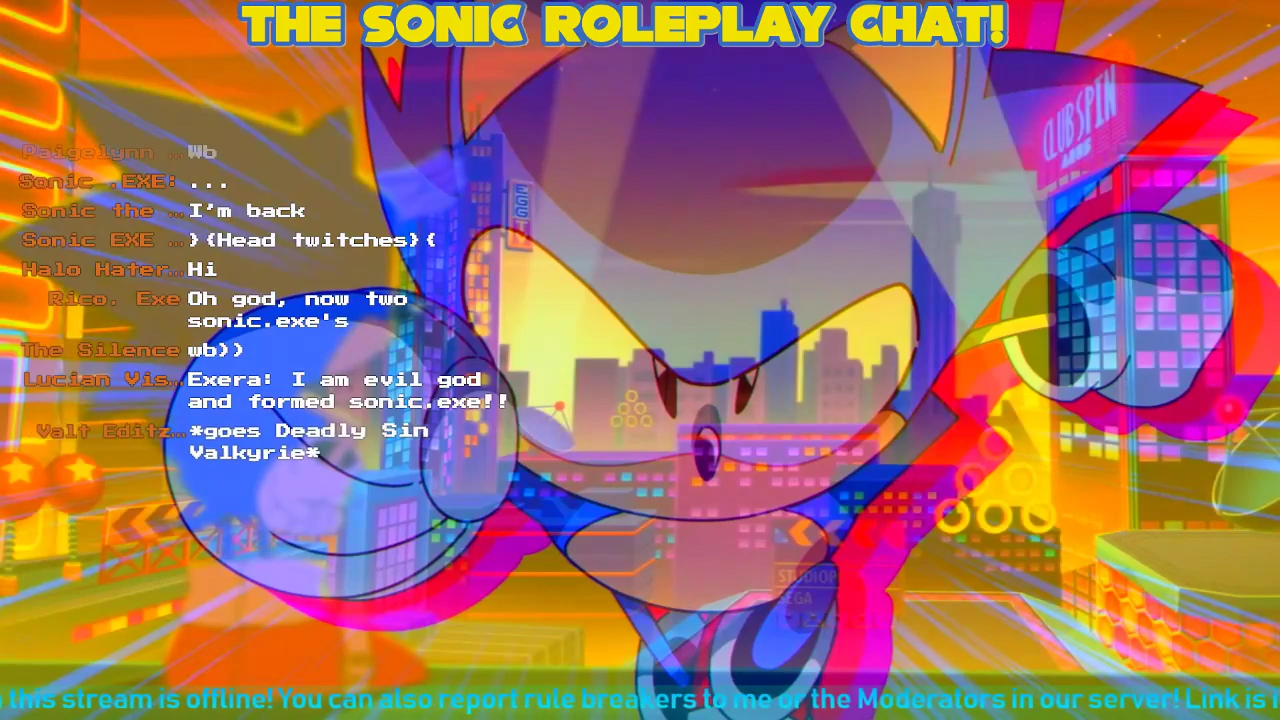 THE SONIC ROLEPLAY CHAT!
CLUB SPIN
EGG
Paigelynn ... Wb
Sonic .EXE: ...
Sonic the ... I'm back
Sonic EXE ... }{Head twitches}{
Halo Hater... Hi
Rico. Exe Oh god, now two
sonic.exe's
The Silence wb))
Lucian Vis... Exera: I am evil god
and formed sonic.exe!!
Valt Editz... *goes Deadly Sin
Valkyrie*
STUDIOP
SEGA
this stream is offline! You can also report rule breakers to me or the Moderators in our server! Link is